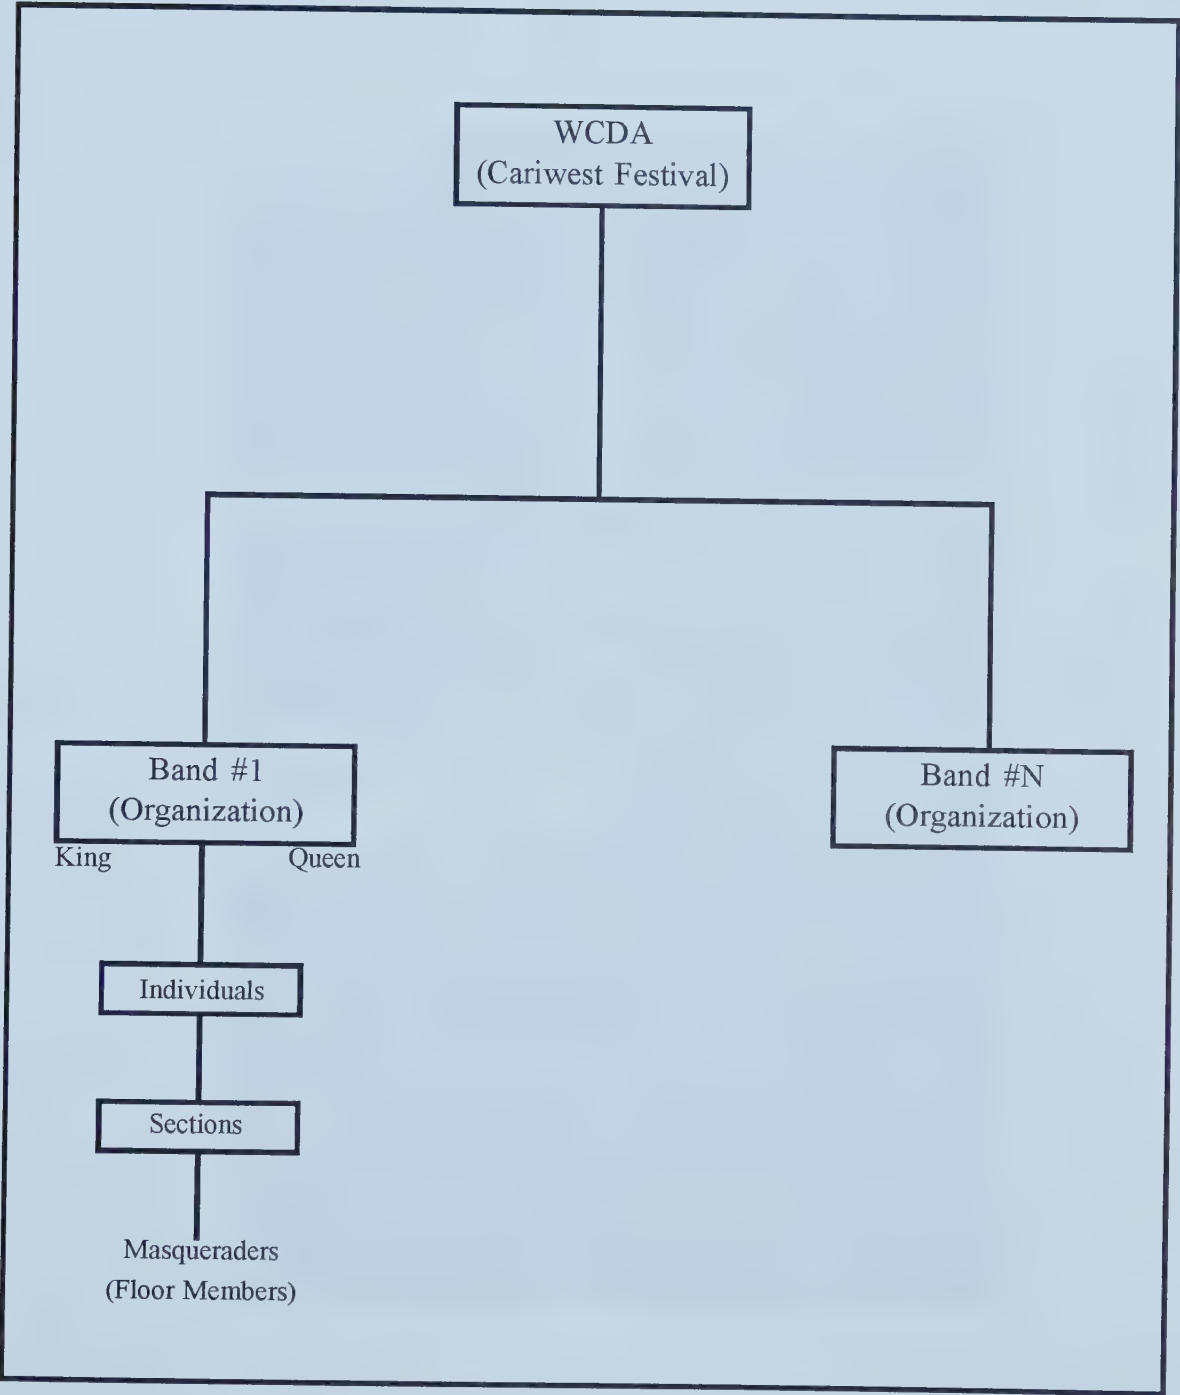 WCDA
(Cariwest Festival)
Band #1
(Organization)
Band #N
(Organization)
King Queen
Individuals
Sections
Masqueraders
(Floor Members)